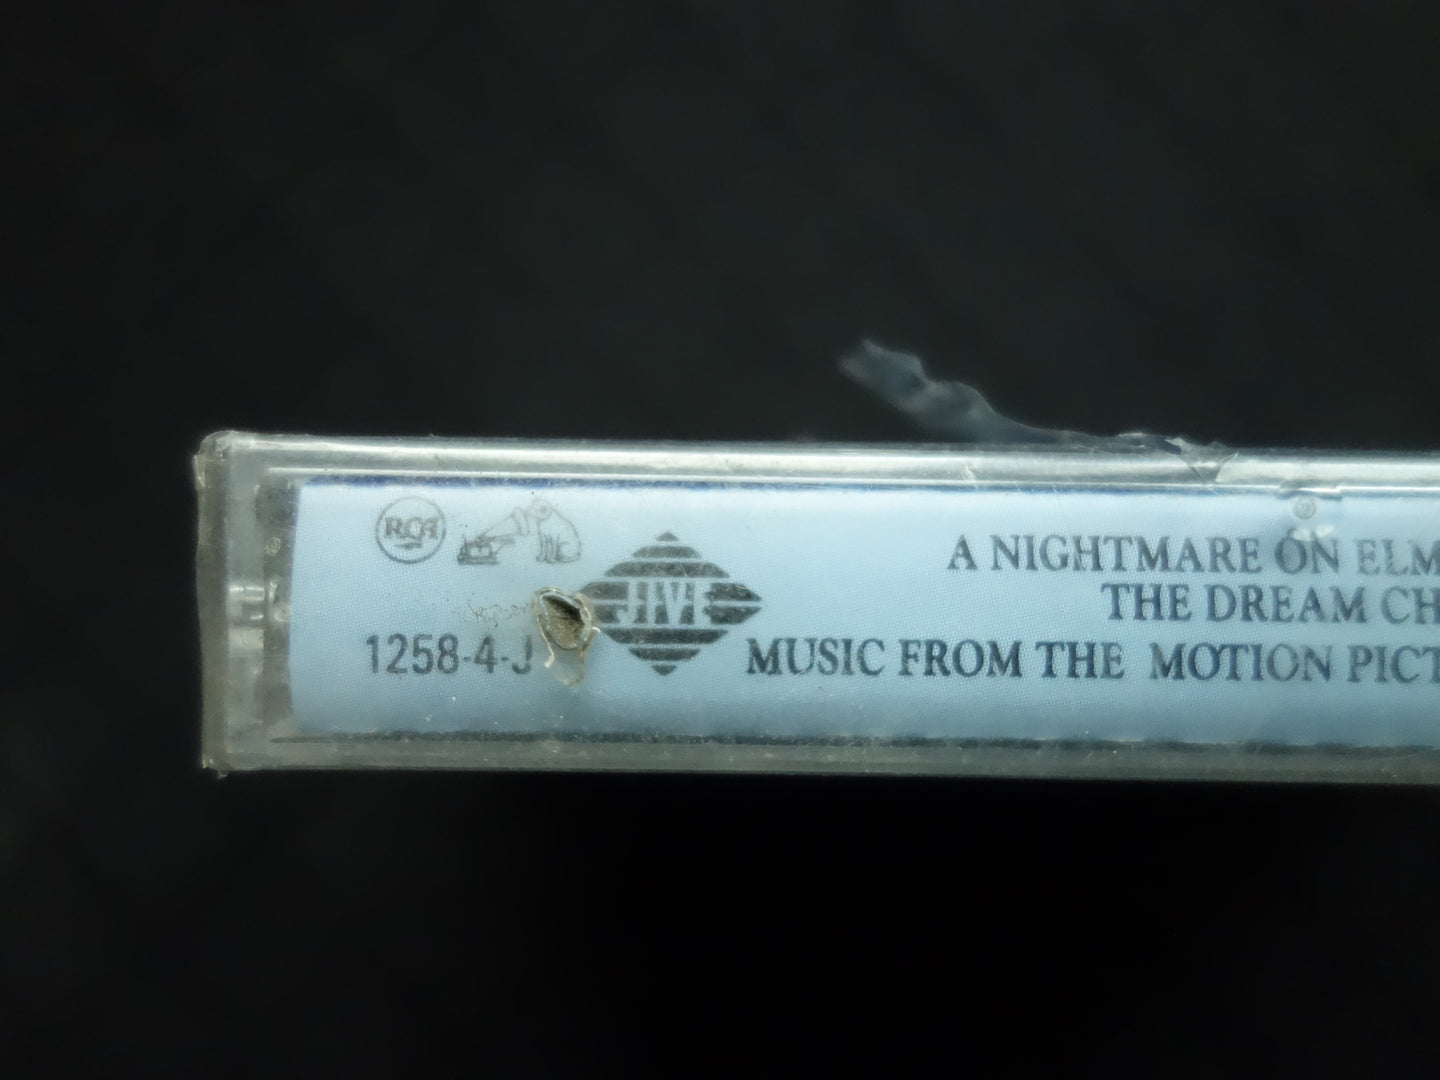 RCA
JIVE
1258-4-J
A NIGHTMARE ON ELM
THE DREAM CH
MUSIC FROM THE MOTION PICT